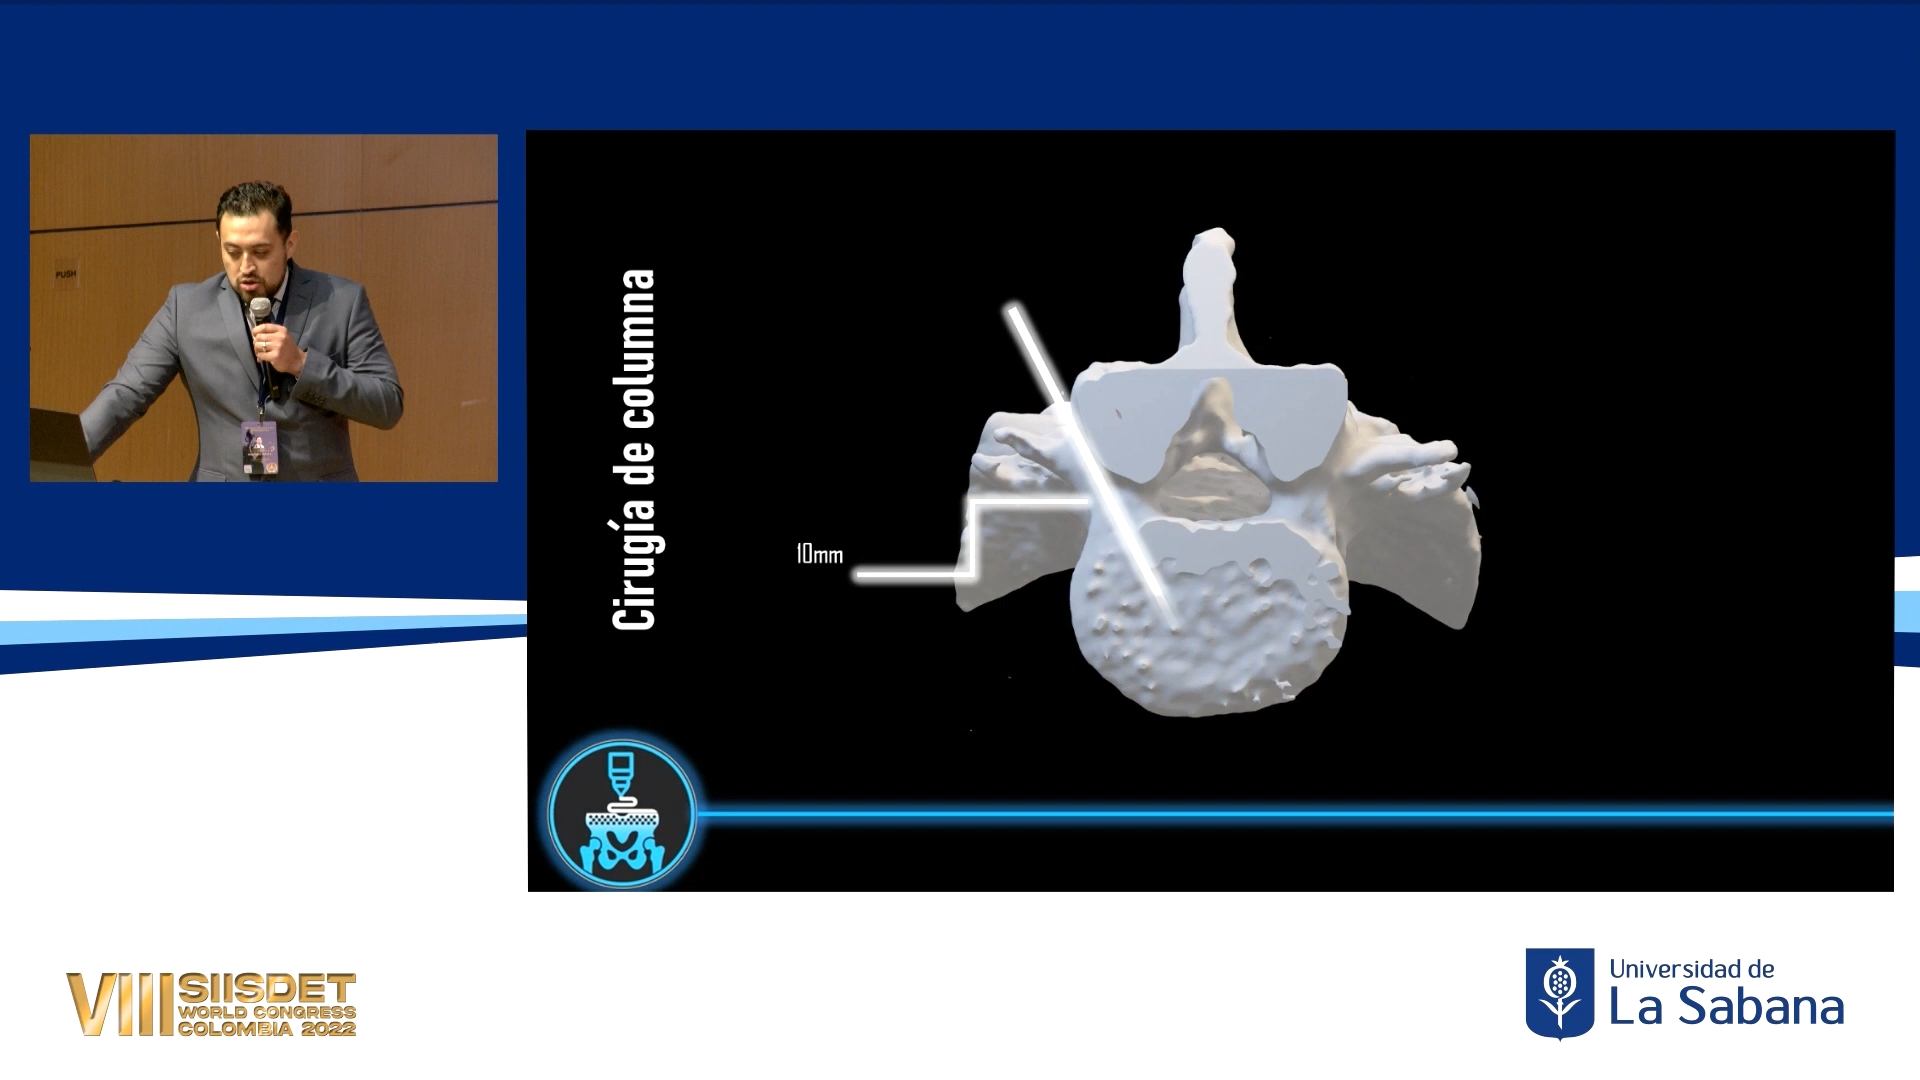 PUSH
Cirugía de columna
10mm
VIII SIISDET
WORLD CONGRESS
COLOMBIA 2022
Universidad de
La Sabana